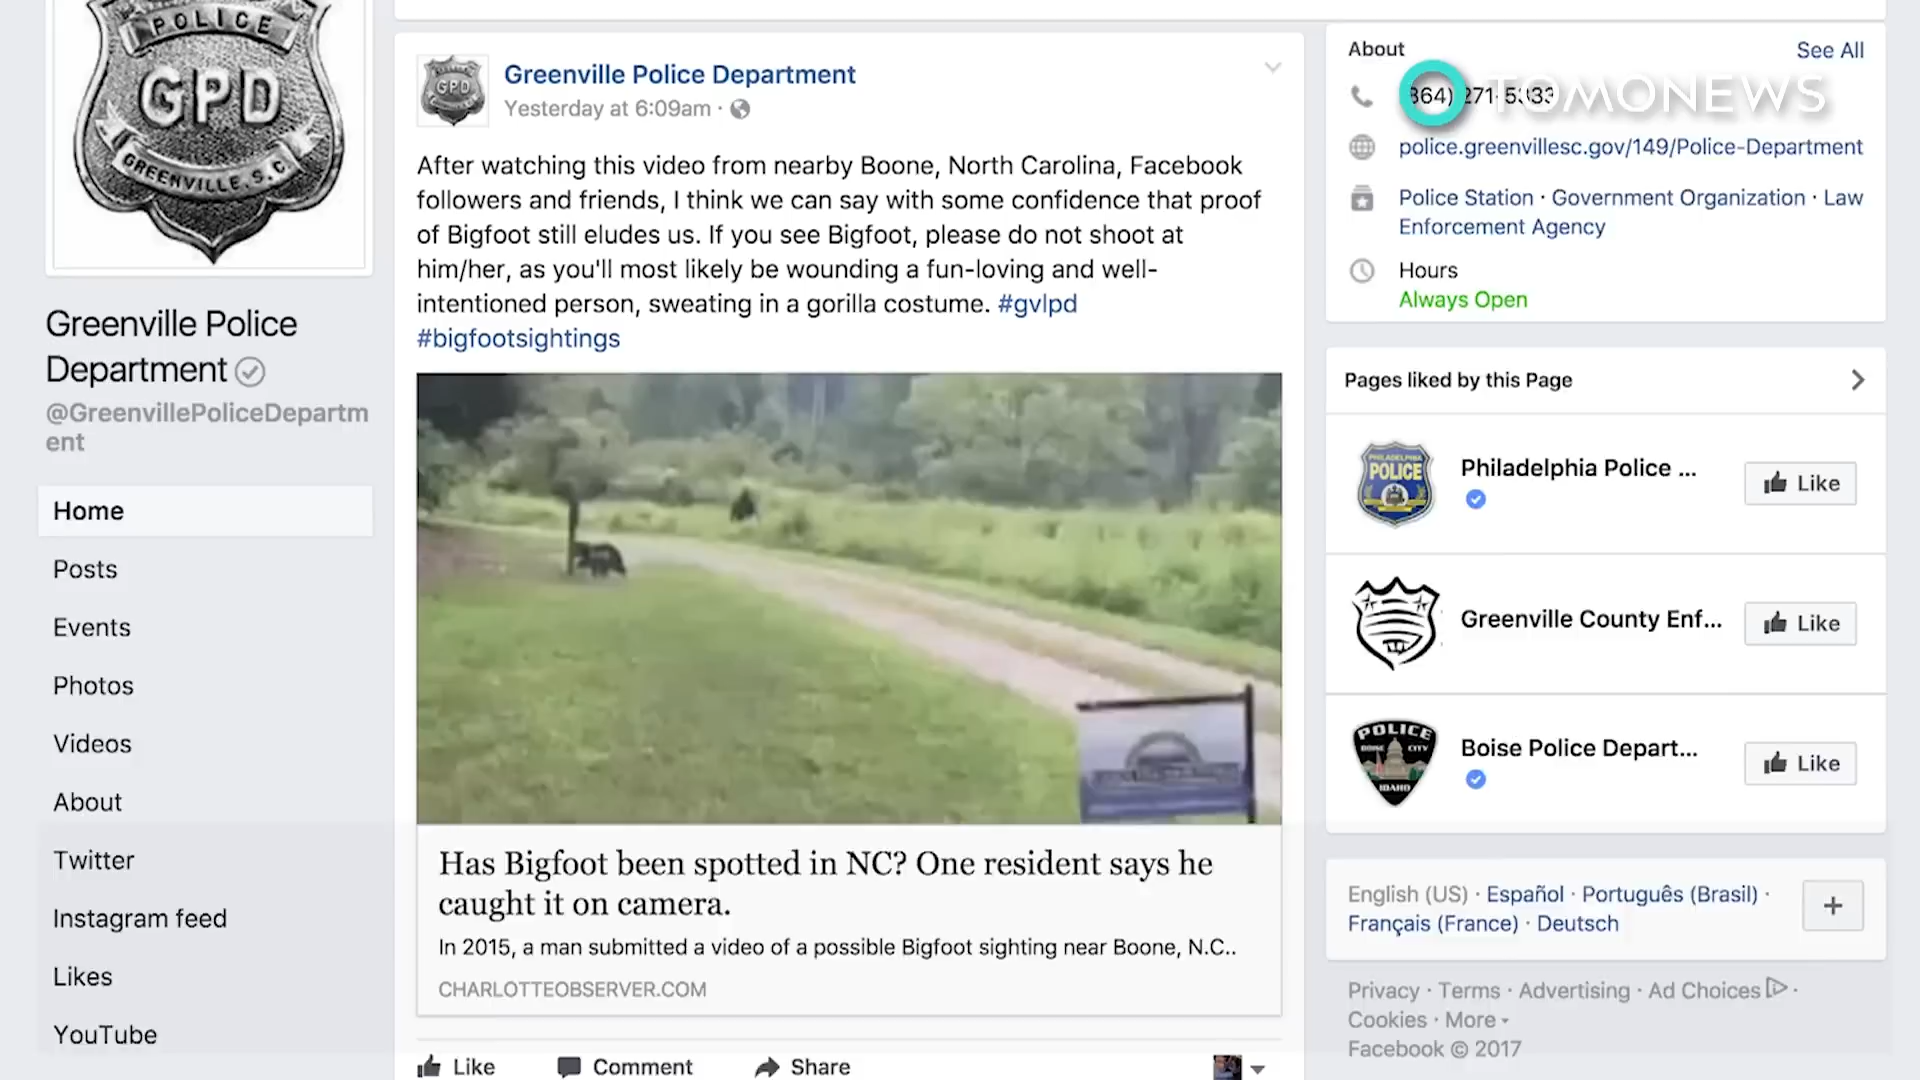 POLICE
GPD
GREENVILLE, S.C.
Greenville Police
Department
@GreenvillePoliceDepartm
ent
Home
Posts
Events
Photos
Videos
About
Twitter
Instagram feed
Likes
YouTube
GPD
Greenville Police Department
Yesterday at 6:09am ·
After watching this video from nearby Boone, North Carolina, Facebook
followers and friends, I think we can say with some confidence that proof
of Bigfoot still eludes us. If you see Bigfoot, please do not shoot at
him/her, as you'll most likely be wounding a fun-loving and well-
intentioned person, sweating in a gorilla costume. #gvlpd
#bigfootsightings
Has Bigfoot been spotted in NC? One resident says he
caught it on camera.
In 2015, a man submitted a video of a possible Bigfoot sighting near Boone, N.C..
CHARLOTTEOBSERVER.COM
Like Comment Share
About See All
TOMONEWS
police.greenvillesc.gov/149/Police-Department
Police Station · Government Organization · Law
Enforcement Agency
Hours
Always Open
Pages liked by this Page
PHILADELPHIA
POLICE
Philadelphia Police ...
Like
Greenville County Enf...
Like
POLICE
BOISE CITY
IDAHO
Boise Police Depart...
Like
English (US) · Español · Português (Brasil) ·
Français (France) · Deutsch
+
Privacy · Terms · Advertising · Ad Choices ·
Cookies · More
Facebook © 2017